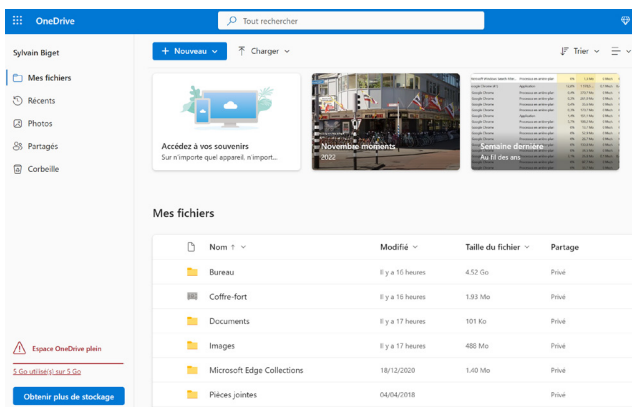 OneDrive
Tout rechercher
Sylvain Biget
+ Nouveau
Charger
Trier
Mes fichiers
Récents
Photos
Partagés
Corbeille
Accédez à vos souvenirs
Sur n'importe quel appareil, n'import...
Novembre moments
2022
Semaine dernière
Au fil des ans
Mes fichiers
Nom ↑ Modifié Taille du fichier Partage
Bureau Il y a 16 heures 4.52 Go Privé
Coffre-fort Il y a 16 heures 1.93 Mo Privé
Documents Il y a 17 heures 101 Ko Privé
Images Il y a 17 heures 488 Mo Privé
Microsoft Edge Collections 18/12/2020 1.40 Mo Privé
Pièces jointes 04/04/2018 Privé
Espace OneDrive plein
5 Go utilisé(s) sur 5 Go
Obtenir plus de stockage